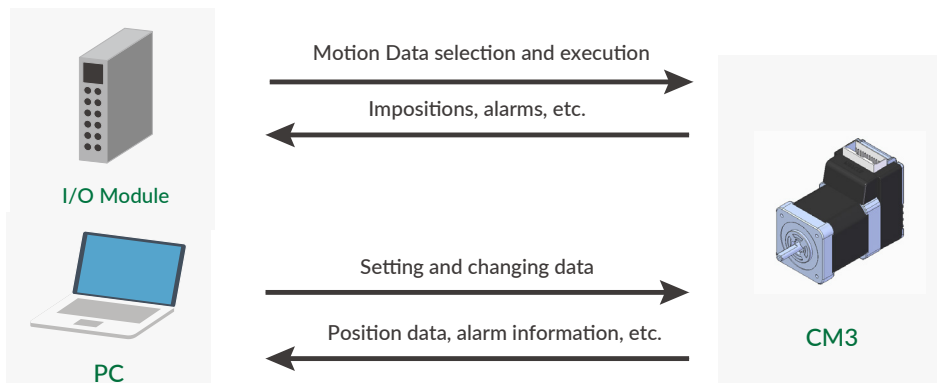 Motion Data selection and execution
Impositions, alarms, etc.
I/O Module
Setting and changing data
Position data, alarm information, etc.
CM3
PC